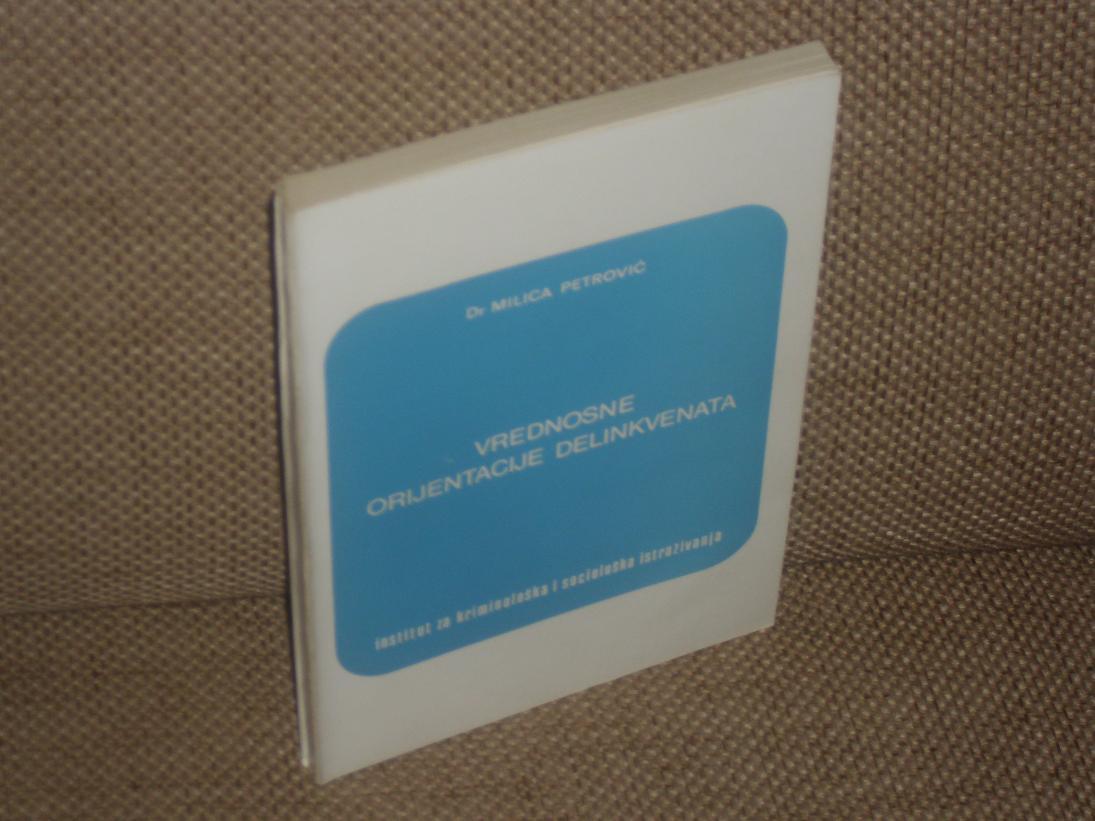 Dr MILICA PETROVIĆ
VREDNOSNE
ORIJENTACIJE DELINKVENATA
institut za kriminološka i sociološka istraživanja